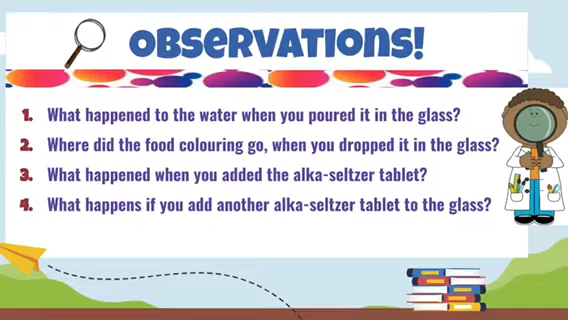 OBSERVATIONS!
1. What happened to the water when you poured it in the glass?
2. Where did the food colouring go, when you dropped it in the glass?
3. What happened when you added the alka-seltzer tablet?
4. What happens if you add another alka-seltzer tablet to the glass?